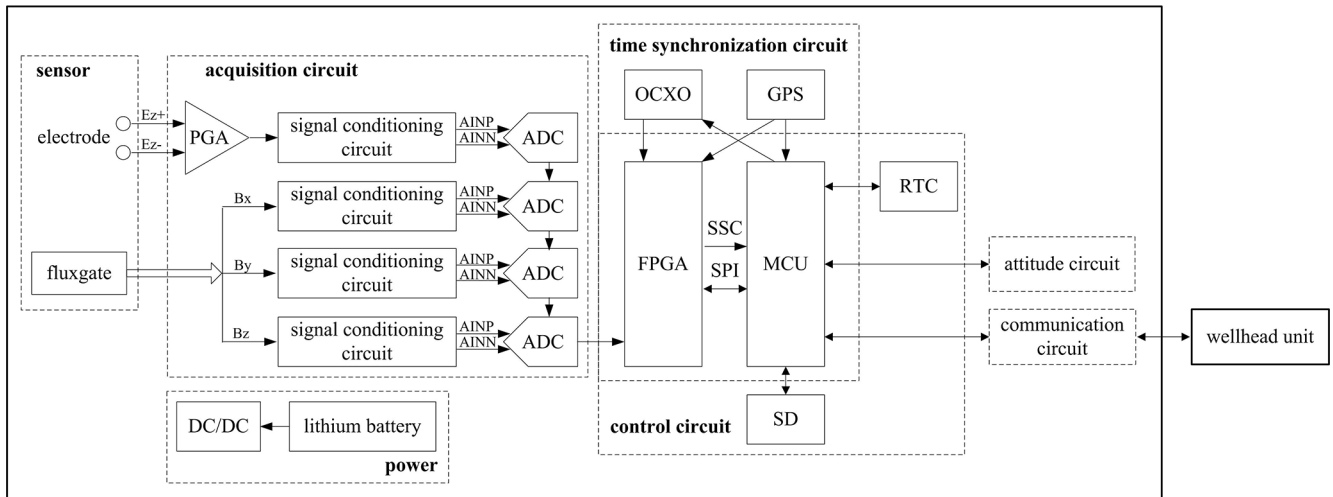 sensor
electrode
Ez+
Ez-
fluxgate
acquisition circuit
PGA
signal conditioning
circuit
AINP
AINN
ADC
Bx
signal conditioning
circuit
AINP
AINN
ADC
By
signal conditioning
circuit
AINP
AINN
ADC
Bz
signal conditioning
circuit
AINP
AINN
ADC
DC/DC
lithium battery
power
time synchronization circuit
OCXO
GPS
FPGA
SSC
SPI
MCU
RTC
SD
control circuit
attitude circuit
communication
circuit
wellhead unit